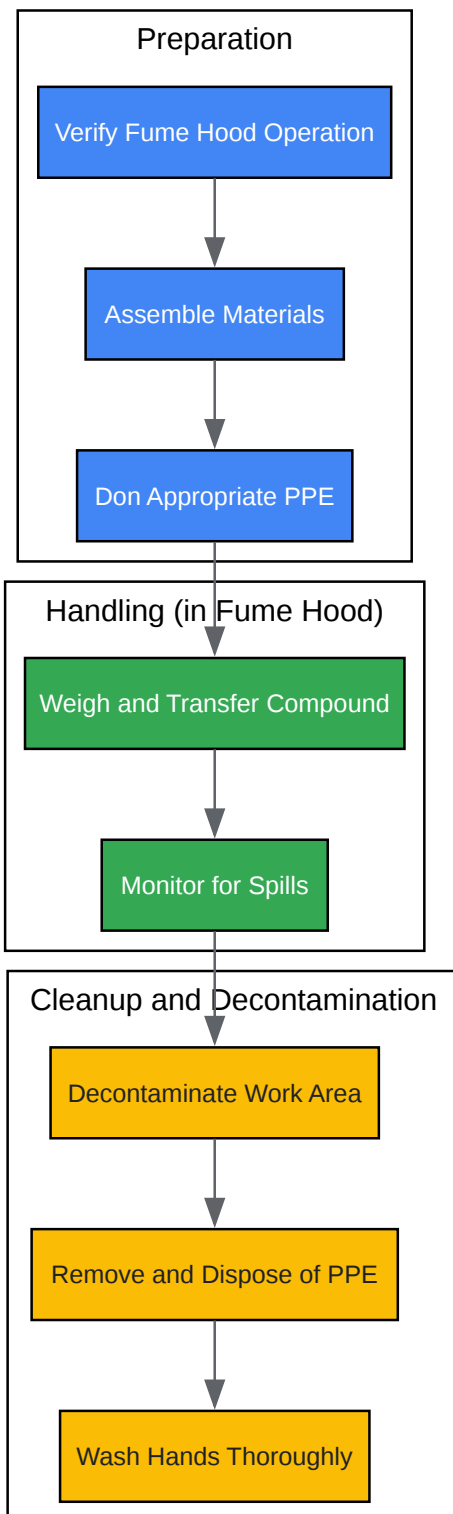 Preparation
Verify Fume Hood Operation
Assemble Materials
Don Appropriate PPE
Handling (in Fume Hood)
Weigh and Transfer Compound
Monitor for Spills
Cleanup and Decontamination
Decontaminate Work Area
Remove and Dispose of PPE
Wash Hands Thoroughly